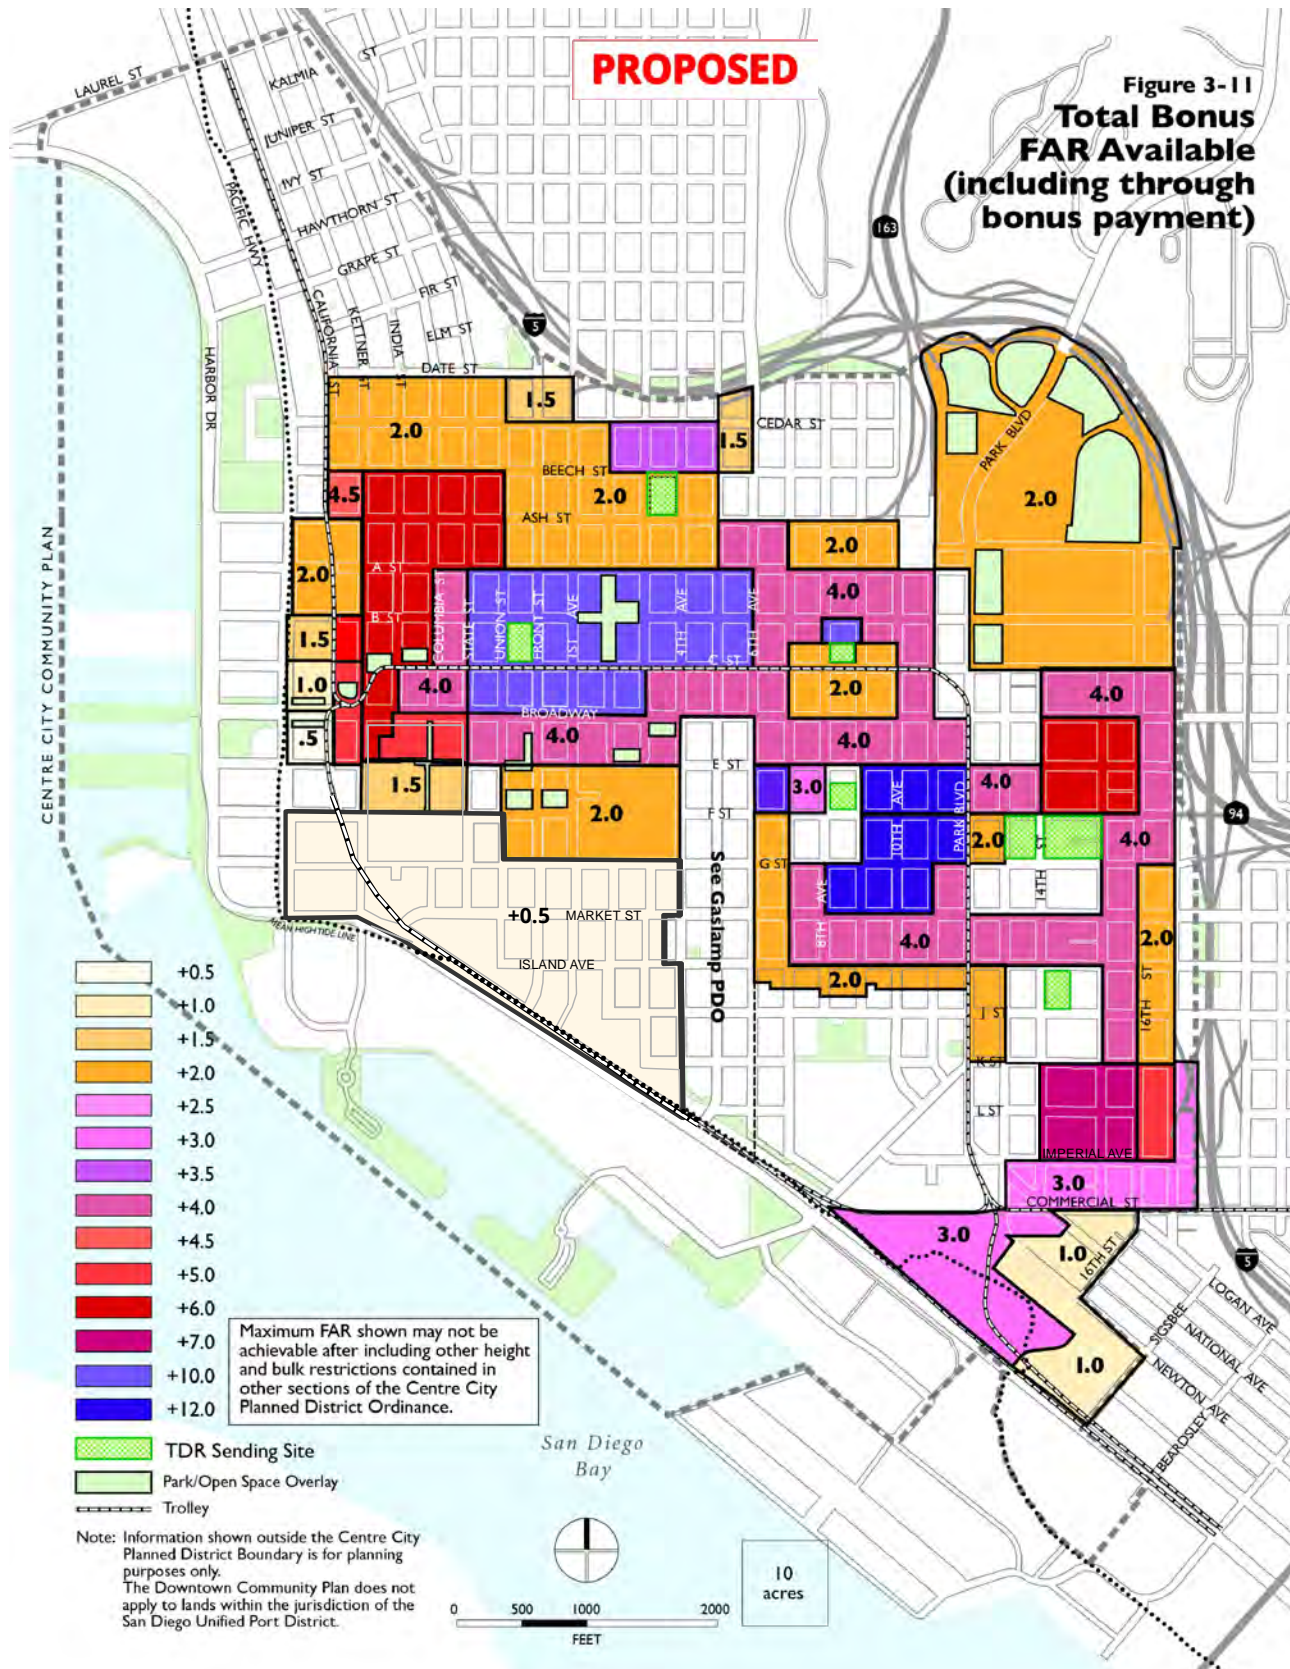 PROPOSED
Figure 3-11
Total Bonus
FAR Available
(including through
bonus payment)
LAUREL ST
KALMIA
ST
JUNIPER ST
IVY ST
HAWTHORN ST
GRAPE ST
FIR ST
ELM ST
DATE ST
PACIFIC HWY
CALIFORNIA ST
KETTNER ST
INDIA ST
HARBOR DR
163
5
CEDAR ST
BEECH ST
ASH ST
A ST
B ST
C ST
BROADWAY
E ST
F ST
G ST
MARKET ST
ISLAND AVE
J ST
K ST
L ST
IMPERIAL AVE
COMMERCIAL ST
COLUMBIA ST
STATE ST
UNION ST
FRONT ST
1ST AVE
4TH AVE
6TH AVE
8TH AVE
10TH AVE
PARK BLVD
PARK BLVD
14TH ST
16TH ST
16TH ST
94
5
LOGAN AVE
NATIONAL AVE
NEWTON AVE
SIGSBEE
BEARDSLEY
CENTRE CITY COMMUNITY PLAN
MEAN HIGH TIDE LINE
See Gaslamp PDO
1.5
2.0
1.5
2.0
2.0
4.5
2.0
2.0
4.0
1.5
1.0
4.0
2.0
4.0
.5
4.0
4.0
1.5
2.0
3.0
4.0
2.0
4.0
+0.5
4.0
2.0
2.0
3.0
3.0
1.0
1.0
+0.5
+1.0
+1.5
+2.0
+2.5
+3.0
+3.5
+4.0
+4.5
+5.0
+6.0
+7.0
+10.0
+12.0
TDR Sending Site
Park/Open Space Overlay
Trolley
Maximum FAR shown may not be
achievable after including other height
and bulk restrictions contained in
other sections of the Centre City
Planned District Ordinance.
Note: Information shown outside the Centre City
Planned District Boundary is for planning
purposes only.
The Downtown Community Plan does not
apply to lands within the jurisdiction of the
San Diego Unified Port District.
San Diego
Bay
0 500 1000 2000
FEET
10
acres